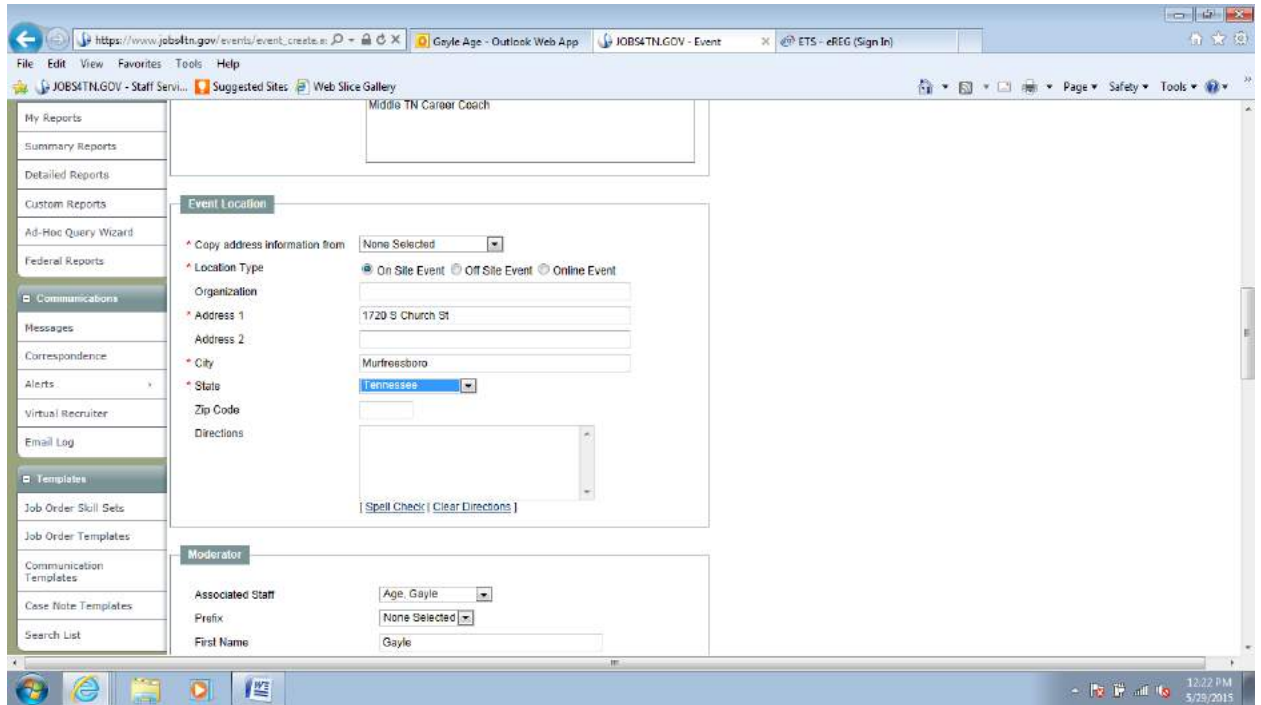 https://www.jobs4tn.gov/events/event_create.a
Gayle Age - Outlook Web App
JOBS4TN.GOV - Event
ETS - eREG (Sign In)
File Edit View Favorites Tools Help
JOBS4TN.GOV - Staff Servi...
Suggested Sites
Web Slice Gallery
Page
Safety
Tools
My Reports
Summary Reports
Detailed Reports
Custom Reports
Ad-Hoc Query Wizard
Federal Reports
Communications
Messages
Correspondence
Alerts
Virtual Recruiter
Email Log
Templates
Job Order Skill Sets
Job Order Templates
Communication
Templates
Case Note Templates
Search List
Middle TN Career Coach
Event Location
* Copy address information from None Selected
* Location Type On Site Event Off Site Event Online Event
Organization
* Address 1 1720 S Church St
Address 2
* City Murfreesboro
* State Tennessee
Zip Code
Directions
[ Spell Check | Clear Directions ]
Moderator
Associated Staff Age, Gayle
Prefix None Selected
First Name Gayle
12:22 PM
5/29/2015